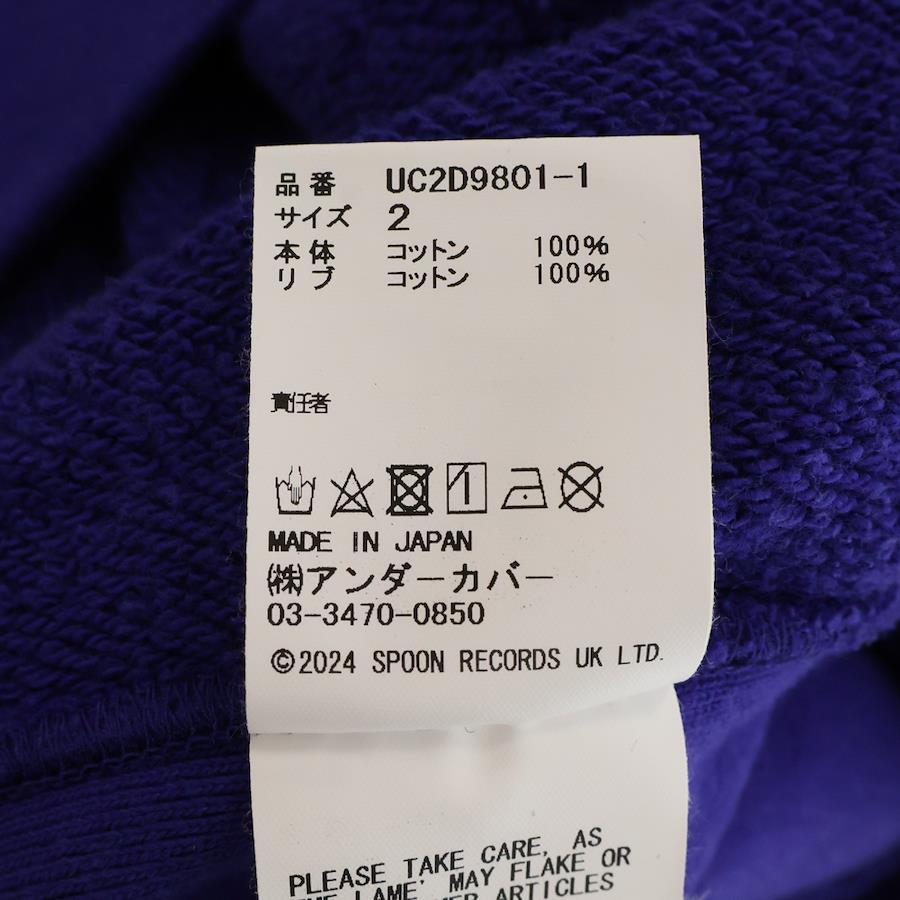 品番 UC2D9801-1
サイズ 2
本体 コットン 100%
リブ コットン 100%
責任者
MADE IN JAPAN
㈱アンダーカバー
03-3470-0850
©2024 SPOON RECORDS UK LTD.
PLEASE TAKE CARE, AS
THE 'LAME' MAY FLAKE OR
ARTICLES